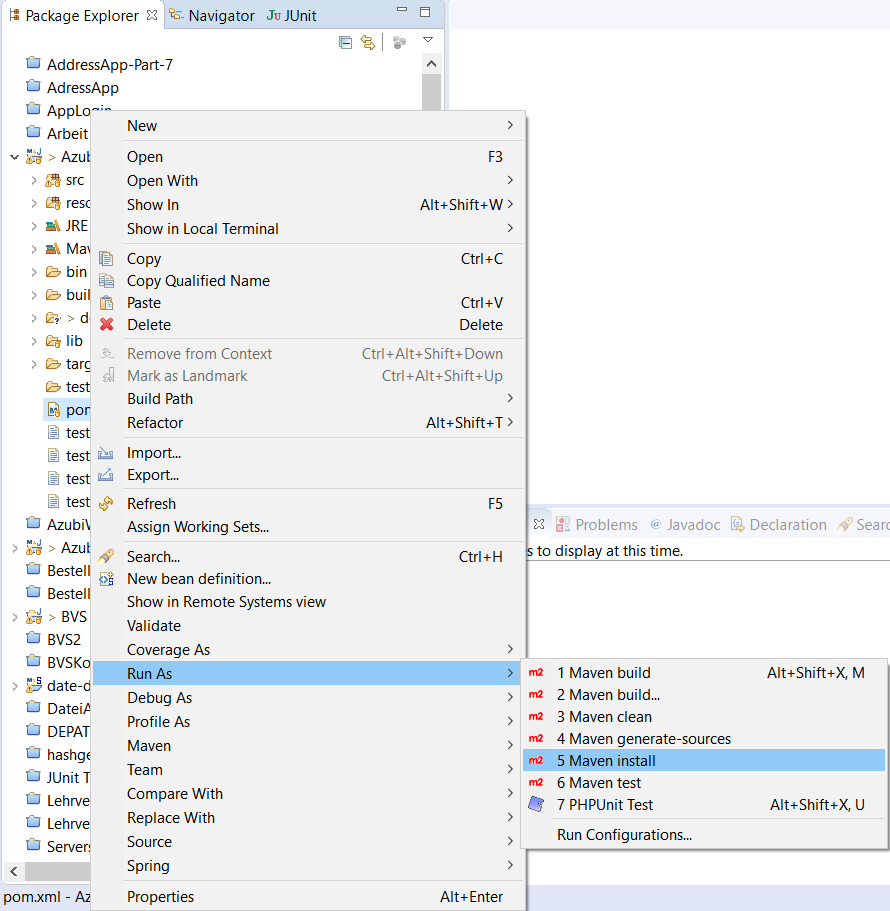 Package Explorer Navigator JUnit
AddressApp-Part-7
AdressApp
AppLogin
Arbeit
> Azub
src
reso
JRE
Mav
bin
buil
> d
lib
targ
test
pom
test
test
test
test
AzubiW
> Azub
Bestell
Bestell
> BVS
BVS2
BVSKo
date-d
DateiA
DEPAT
hashge
JUnit T
Lehrve
Lehrve
Servers
pom.xml - Az
New
Open F3
Open With
Show In Alt+Shift+W
Show in Local Terminal
Copy Ctrl+C
Copy Qualified Name
Paste Ctrl+V
Delete Delete
Remove from Context Ctrl+Alt+Shift+Down
Mark as Landmark Ctrl+Alt+Shift+Up
Build Path
Refactor Alt+Shift+T
Import...
Export...
Refresh F5
Assign Working Sets...
Search... Ctrl+H
New bean definition...
Show in Remote Systems view
Validate
Coverage As
Run As
Debug As
Profile As
Maven
Team
Compare With
Replace With
Source
Spring
Properties Alt+Enter
Problems @ Javadoc Declaration Searc
s to display at this time.
m2 1 Maven build Alt+Shift+X, M
m2 2 Maven build...
m2 3 Maven clean
m2 4 Maven generate-sources
m2 5 Maven install
m2 6 Maven test
7 PHPUnit Test Alt+Shift+X, U
Run Configurations...